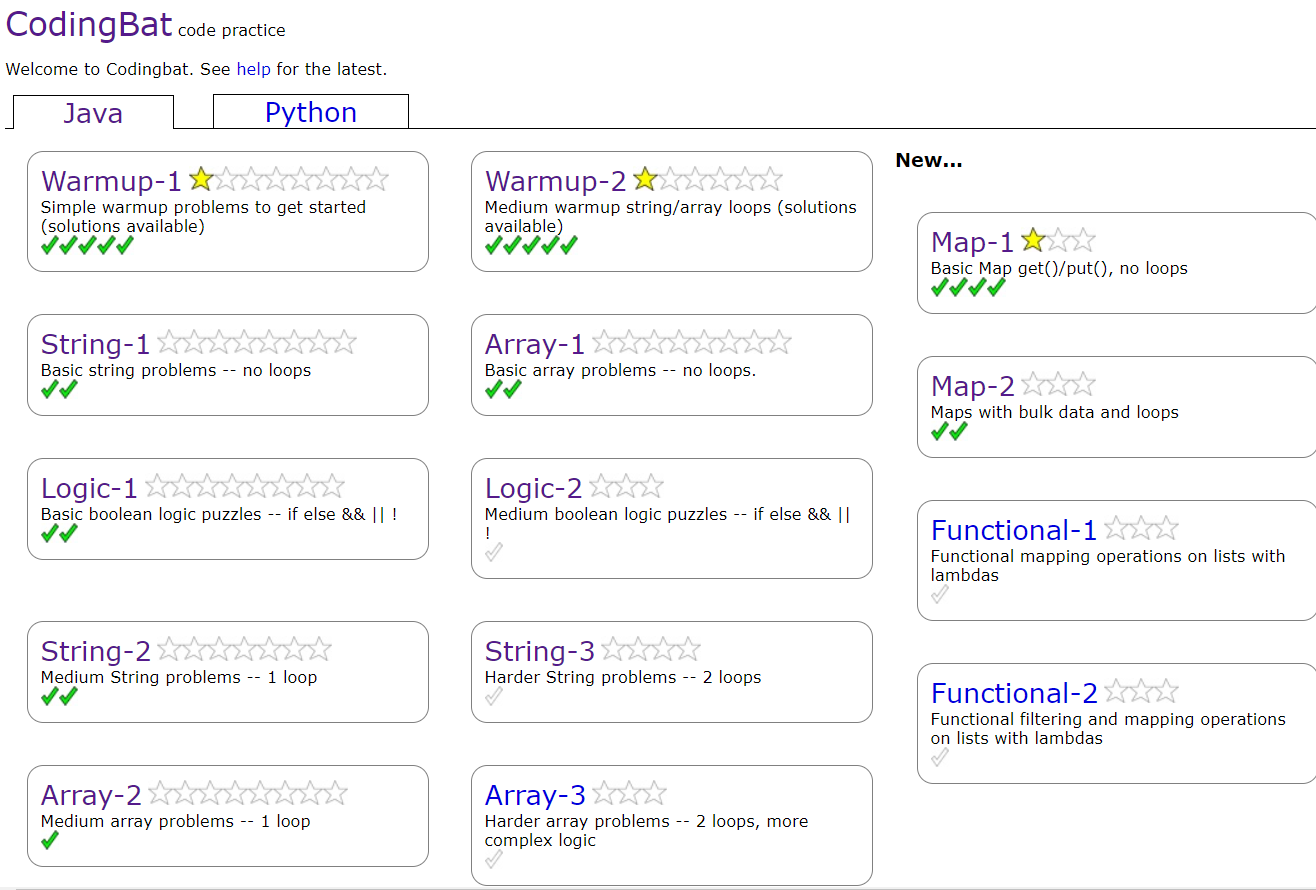 CodingBat code practice
Welcome to Codingbat. See help for the latest.
Java
Python
Warmup-1
Simple warmup problems to get started
(solutions available)
Warmup-2
Medium warmup string/array loops (solutions
available)
String-1
Basic string problems -- no loops
Array-1
Basic array problems -- no loops.
Logic-1
Basic boolean logic puzzles -- if else && || !
Logic-2
Medium boolean logic puzzles -- if else && ||
!
String-2
Medium String problems -- 1 loop
String-3
Harder String problems -- 2 loops
Array-2
Medium array problems -- 1 loop
Array-3
Harder array problems -- 2 loops, more
complex logic
New...
Map-1
Basic Map get()/put(), no loops
Map-2
Maps with bulk data and loops
Functional-1
Functional mapping operations on lists with
lambdas
Functional-2
Functional filtering and mapping operations
on lists with lambdas